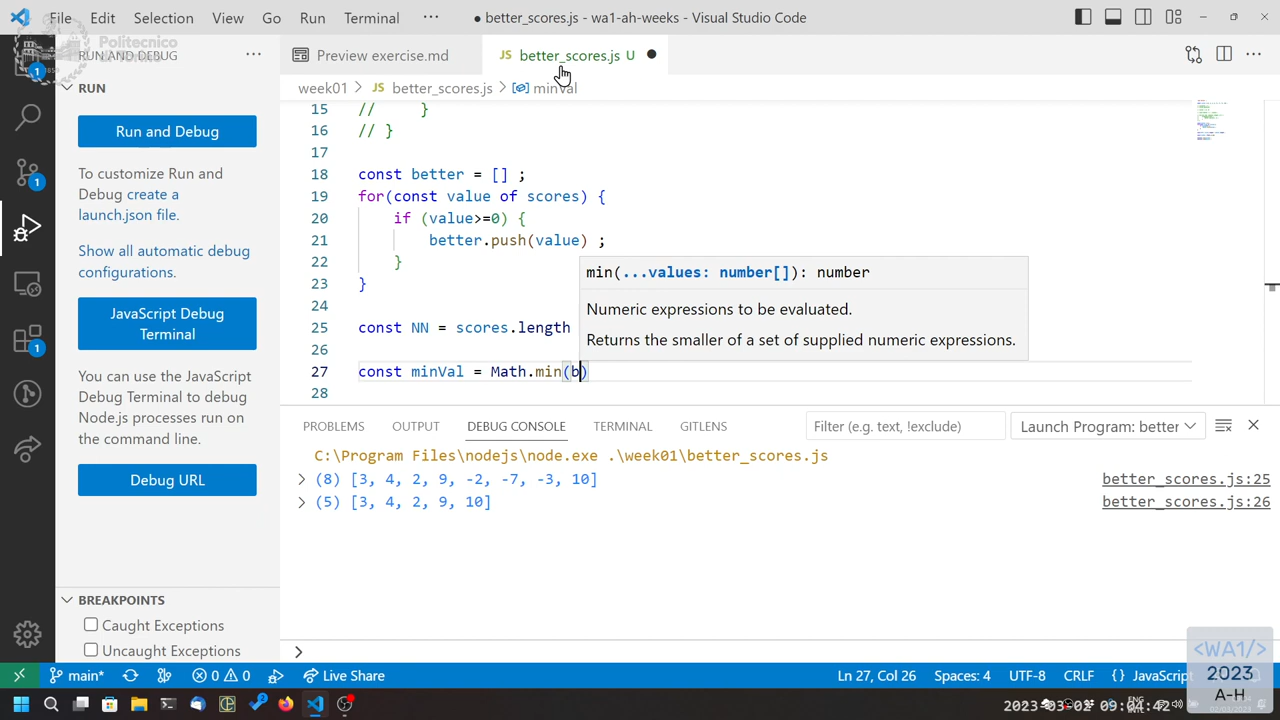 File Edit Selection View Go Run Terminal ··· ● better_scores.js - wa1-ah-weeks - Visual Studio Code
Politecnico
RUN AND DEBUG ···
Preview exercise.md
JS better_scores.js U ●
week01 > JS better_scores.js > minVal
RUN
Run and Debug
To customize Run and
Debug create a
launch.json file.
Show all automatic debug
configurations.
JavaScript Debug
Terminal
You can use the JavaScript
Debug Terminal to debug
Node.js processes run on
the command line.
Debug URL
BREAKPOINTS
Caught Exceptions
Uncaught Exceptions
15 // }
16 // }
17
18 const better = [] ;
19 for(const value of scores) {
20 if (value>=0) {
21 better.push(value) ;
22 }
23 }
24
25 const NN = scores.length
26
27 const minVal = Math.min(b)
28
min(...values: number[]): number
Numeric expressions to be evaluated.
Returns the smaller of a set of supplied numeric expressions.
PROBLEMS OUTPUT DEBUG CONSOLE TERMINAL GITLENS Filter (e.g. text, !exclude) Launch Program: better
C:\Program Files\nodejs\node.exe .\week01\better_scores.js
> (8) [3, 4, 2, 9, -2, -7, -3, 10] better_scores.js:25
> (5) [3, 4, 2, 9, 10] better_scores.js:26
>
1
1
1
main* 0 0 Live Share Ln 27, Col 26 Spaces: 4 UTF-8 CRLF {} JavaScript
<WA1/>
2023
A-H